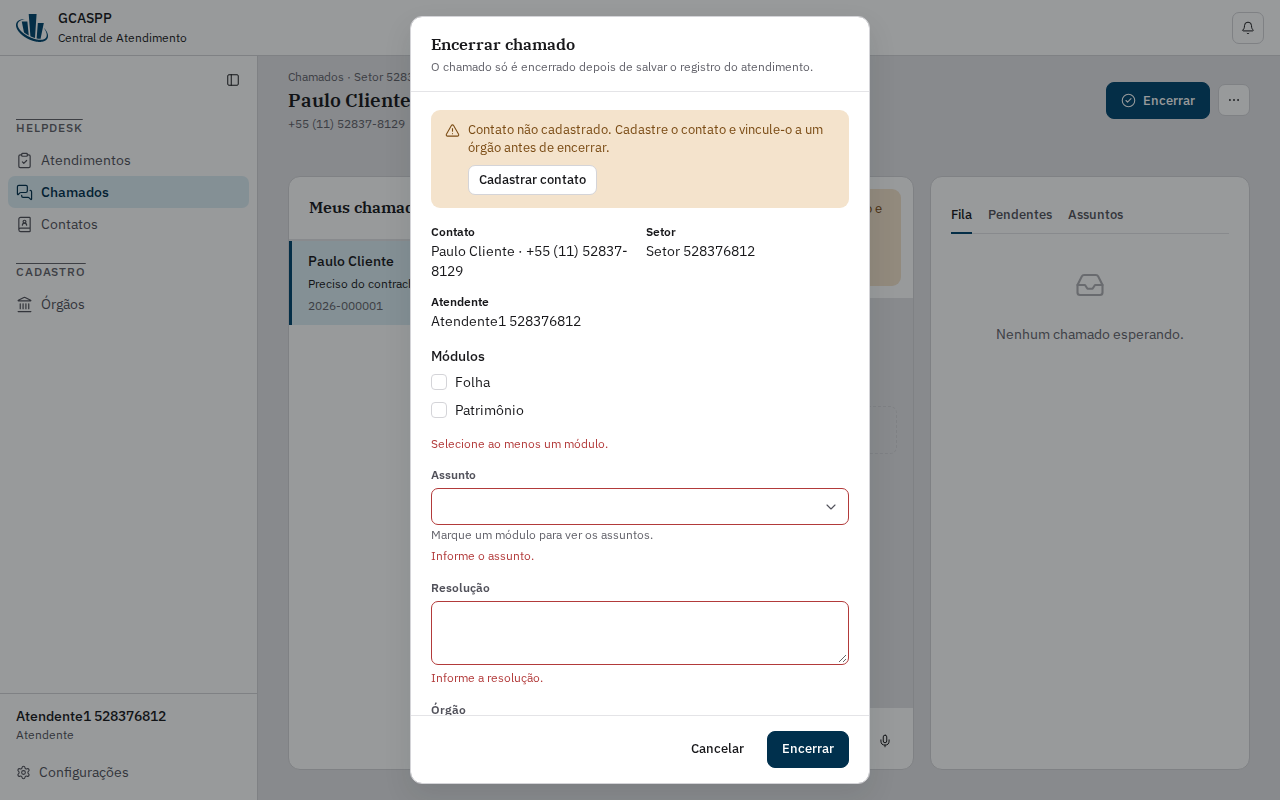 GCASPP
Central de Atendimento
HELPDESK
Atendimentos
Chamados
Contatos
CADASTRO
Órgãos
Atendente1 528376812
Atendente
Configurações
Chamados · Setor 5283
Paulo Cliente
+55 (11) 52837-8129
Encerrar
Meus chamad
Paulo Cliente
Preciso do contrac
2026-000001
o e
Fila
Pendentes
Assuntos
Nenhum chamado esperando.
Encerrar chamado
O chamado só é encerrado depois de salvar o registro do atendimento.
Contato não cadastrado. Cadastre o contato e vincule-o a um
órgão antes de encerrar.
Cadastrar contato
Contato
Paulo Cliente · +55 (11) 52837-
8129
Setor
Setor 528376812
Atendente
Atendente1 528376812
Módulos
Folha
Patrimônio
Selecione ao menos um módulo.
Assunto
Marque um módulo para ver os assuntos.
Informe o assunto.
Resolução
Informe a resolução.
Órgão
Cancelar
Encerrar